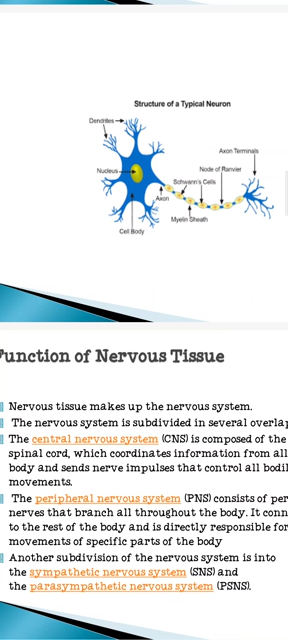 Structure of a Typical Neuron
Dendrites
Axon Terminals
Node of Ranvier
Nucleus
Schwann's Cells
Axon
Myelin Sheath
Cell Body
Function of Nervous Tissue
Nervous tissue makes up the nervous system.
The nervous system is subdivided in several
The central nervous system (CNS) is composed of the
spinal cord, which coordinates information from all
body and sends nerve impulses that control all
movements.
The peripheral nervous system (PNS) consists of
nerves that branch all throughout the body. It
to the rest of the body and is directly responsible for
movements of specific parts of the body
Another subdivision of the nervous system is into
the sympathetic nervous system (SNS) and
the parasympathetic nervous system (PSNS).